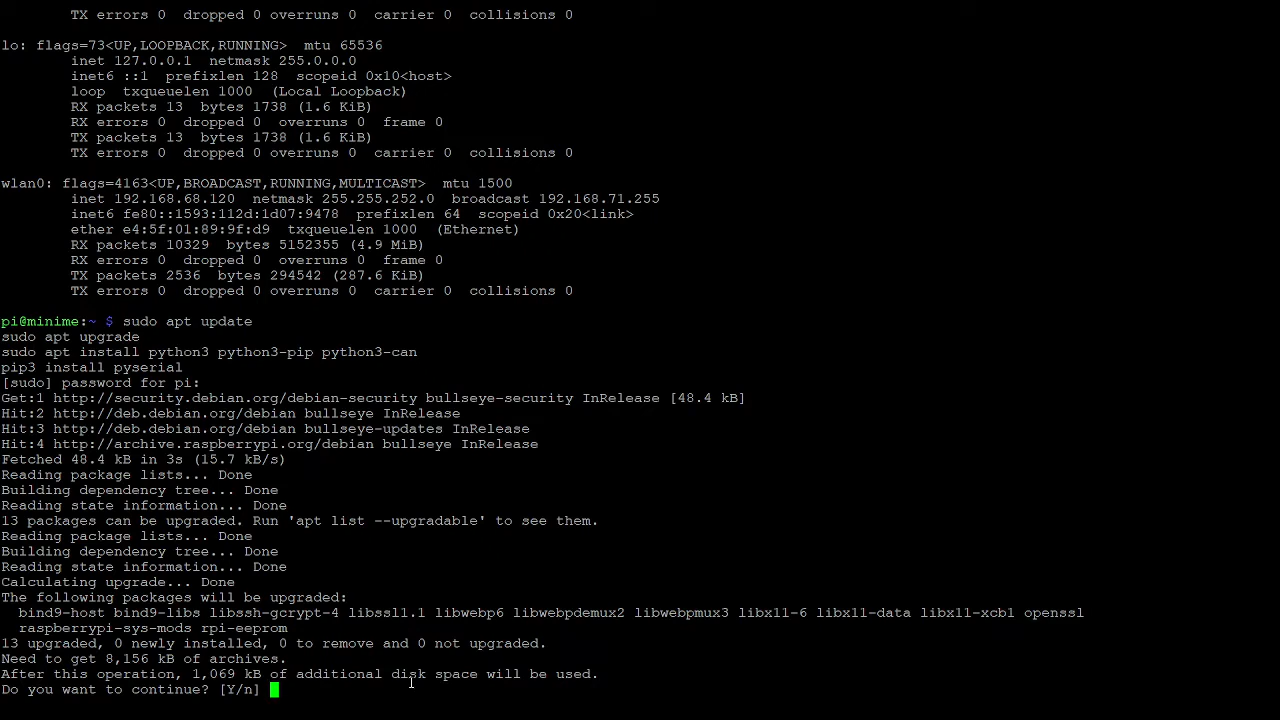 TX errors 0  dropped 0 overruns 0  carrier 0  collisions 0
lo: flags=73<UP,LOOPBACK,RUNNING>  mtu 65536
inet 127.0.0.1  netmask 255.0.0.0
inet6 ::1  prefixlen 128  scopeid 0x10<host>
loop  txqueuelen 1000  (Local Loopback)
RX packets 13  bytes 1738 (1.6 KiB)
RX errors 0  dropped 0  overruns 0  frame 0
TX packets 13  bytes 1738 (1.6 KiB)
TX errors 0  dropped 0 overruns 0  carrier 0  collisions 0
wlan0: flags=4163<UP,BROADCAST,RUNNING,MULTICAST>  mtu 1500
inet 192.168.68.120  netmask 255.255.252.0  broadcast 192.168.71.255
inet6 fe80::1593:112d:1d07:9478  prefixlen 64  scopeid 0x20<link>
ether e4:5f:01:89:9f:d9  txqueuelen 1000  (Ethernet)
RX packets 10329  bytes 5152355 (4.9 MiB)
RX errors 0  dropped 0  overruns 0  frame 0
TX packets 2536  bytes 294542 (287.6 KiB)
TX errors 0  dropped 0 overruns 0  carrier 0  collisions 0
pi@minime:~ $ sudo apt update
sudo apt upgrade
sudo apt install python3 python3-pip python3-can
pip3 install pyserial
[sudo] password for pi:
Get:1 http://security.debian.org/debian-security bullseye-security InRelease [48.4 kB]
Hit:2 http://deb.debian.org/debian bullseye InRelease
Hit:3 http://deb.debian.org/debian bullseye-updates InRelease
Hit:4 http://archive.raspberrypi.org/debian bullseye InRelease
Fetched 48.4 kB in 3s (15.7 kB/s)
Reading package lists... Done
Building dependency tree... Done
Reading state information... Done
13 packages can be upgraded. Run 'apt list --upgradable' to see them.
Reading package lists... Done
Building dependency tree... Done
Reading state information... Done
Calculating upgrade... Done
The following packages will be upgraded:
bind9-host bind9-libs libssh-gcrypt-4 libssl1.1 libwebp6 libwebpdemux2 libwebpmux3 libx11-6 libx11-data libx11-xcb1 openssl
raspberrypi-sys-mods rpi-eeprom
13 upgraded, 0 newly installed, 0 to remove and 0 not upgraded.
Need to get 8,156 kB of archives.
After this operation, 1,069 kB of additional disk space will be used.
Do you want to continue? [Y/n]